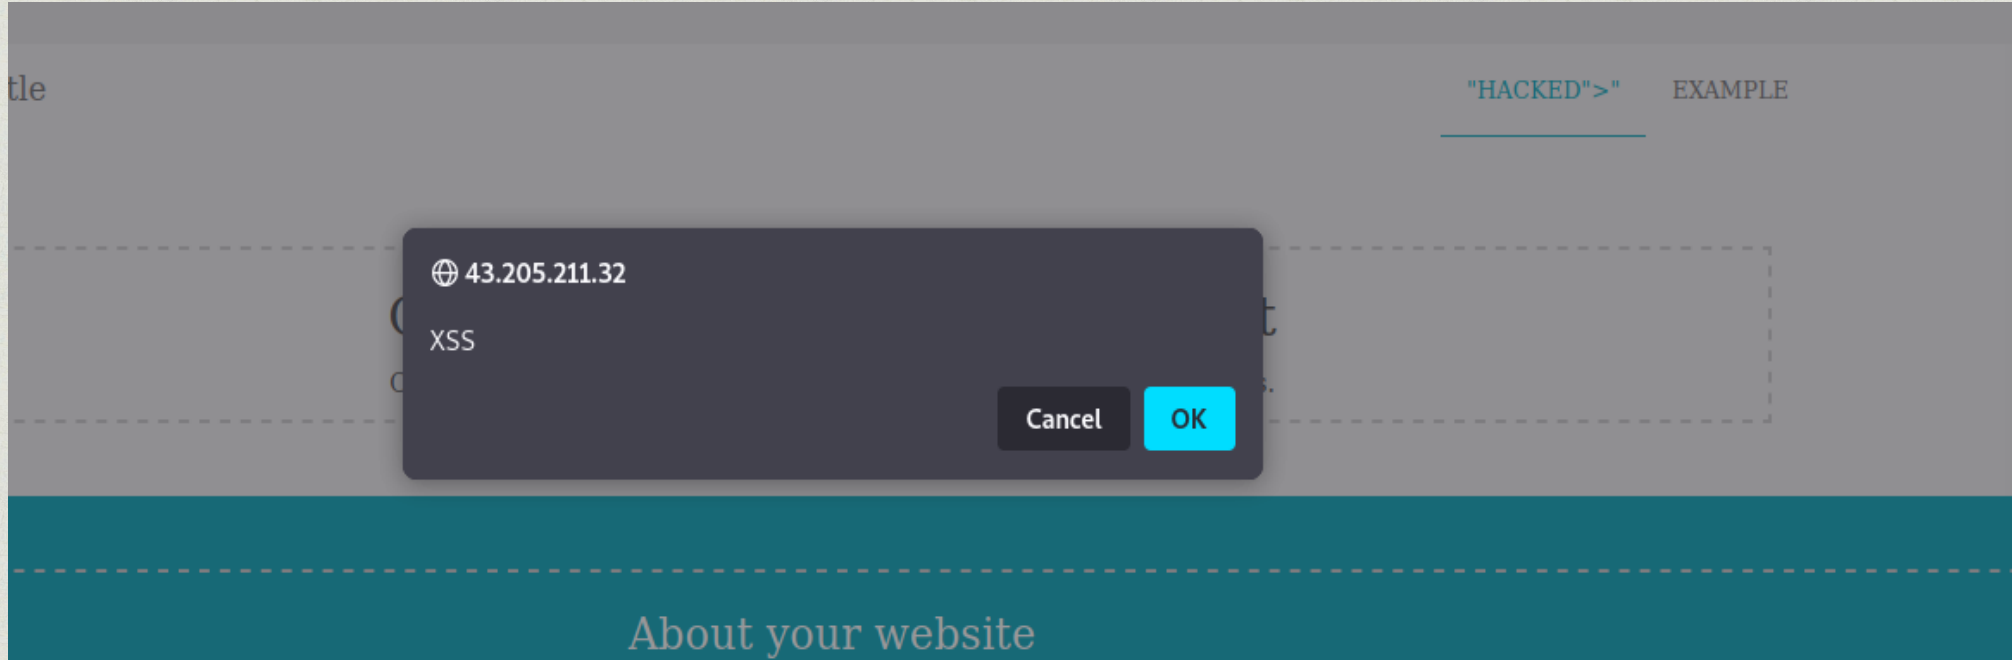 tle
"HACKED">" EXAMPLE
43.205.211.32
XSS
Cancel OK
About your website